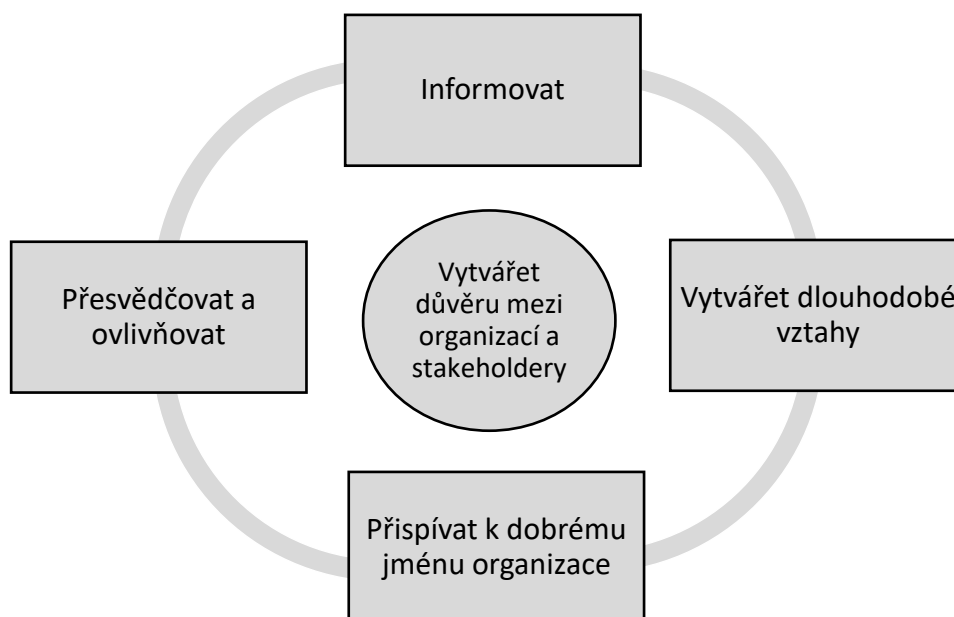 Informovat
Přesvědčovat a
ovlivňovat
Vytvářet
důvěru mezi
organizací a
stakeholdery
Vytvářet dlouhodobé
vztahy
Přispívat k dobrému
jménu organizace